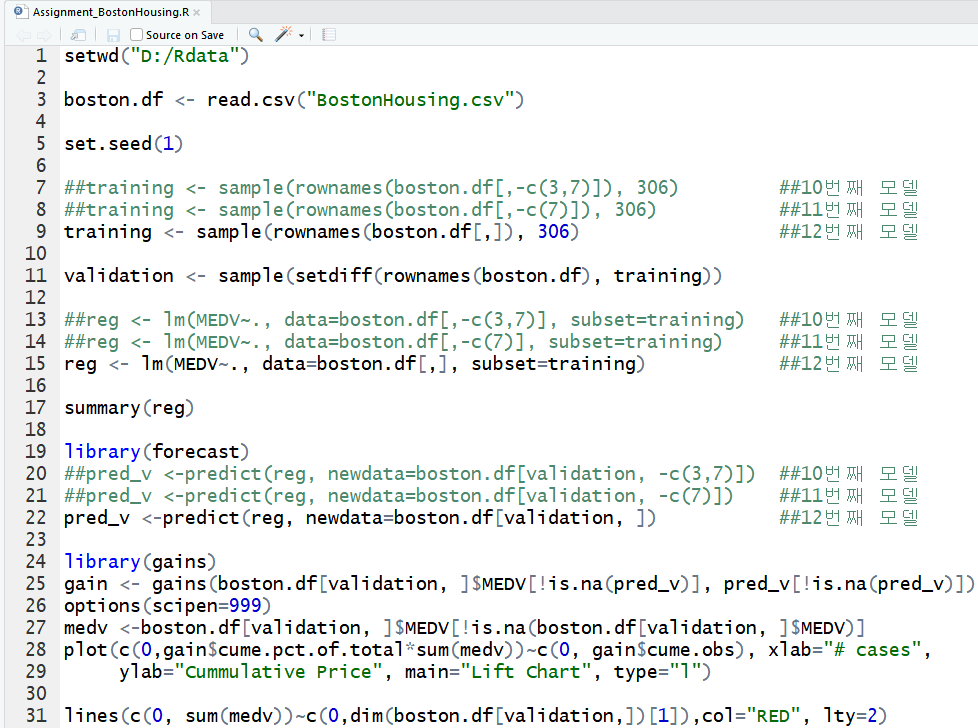 Assignment_BostonHousing.R
Source on Save
1 setwd("D:/Rdata")
2
3 boston.df <- read.csv("BostonHousing.csv")
4
5 set.seed(1)
6
7 ##training <- sample(rownames(boston.df[,-c(3,7)]), 306) ##10번째 모델
8 ##training <- sample(rownames(boston.df[,-c(7)]), 306) ##11번째 모델
9 training <- sample(rownames(boston.df[,]), 306) ##12번째 모델
10
11 validation <- sample(setdiff(rownames(boston.df), training))
12
13 ##reg <- lm(MEDV~., data=boston.df[,-c(3,7)], subset=training) ##10번째 모델
14 ##reg <- lm(MEDV~., data=boston.df[,-c(7)], subset=training) ##11번째 모델
15 reg <- lm(MEDV~., data=boston.df[,], subset=training) ##12번째 모델
16
17 summary(reg)
18
19 library(forecast)
20 ##pred_v <-predict(reg, newdata=boston.df[validation, -c(3,7)]) ##10번째 모델
21 ##pred_v <-predict(reg, newdata=boston.df[validation, -c(7)]) ##11번째 모델
22 pred_v <-predict(reg, newdata=boston.df[validation, ]) ##12번째 모델
23
24 library(gains)
25 gain <- gains(boston.df[validation, ]$MEDV[!is.na(pred_v)], pred_v[!is.na(pred_v)])
26 options(scipen=999)
27 medv <-boston.df[validation, ]$MEDV[!is.na(boston.df[validation, ]$MEDV)]
28 plot(c(0,gain$cume.pct.of.total*sum(medv))~c(0, gain$cume.obs), xlab="# cases",
29 ylab="Cummulative Price", main="Lift Chart", type="l")
30
31 lines(c(0, sum(medv))~c(0,dim(boston.df[validation,])[1]),col="RED", lty=2)